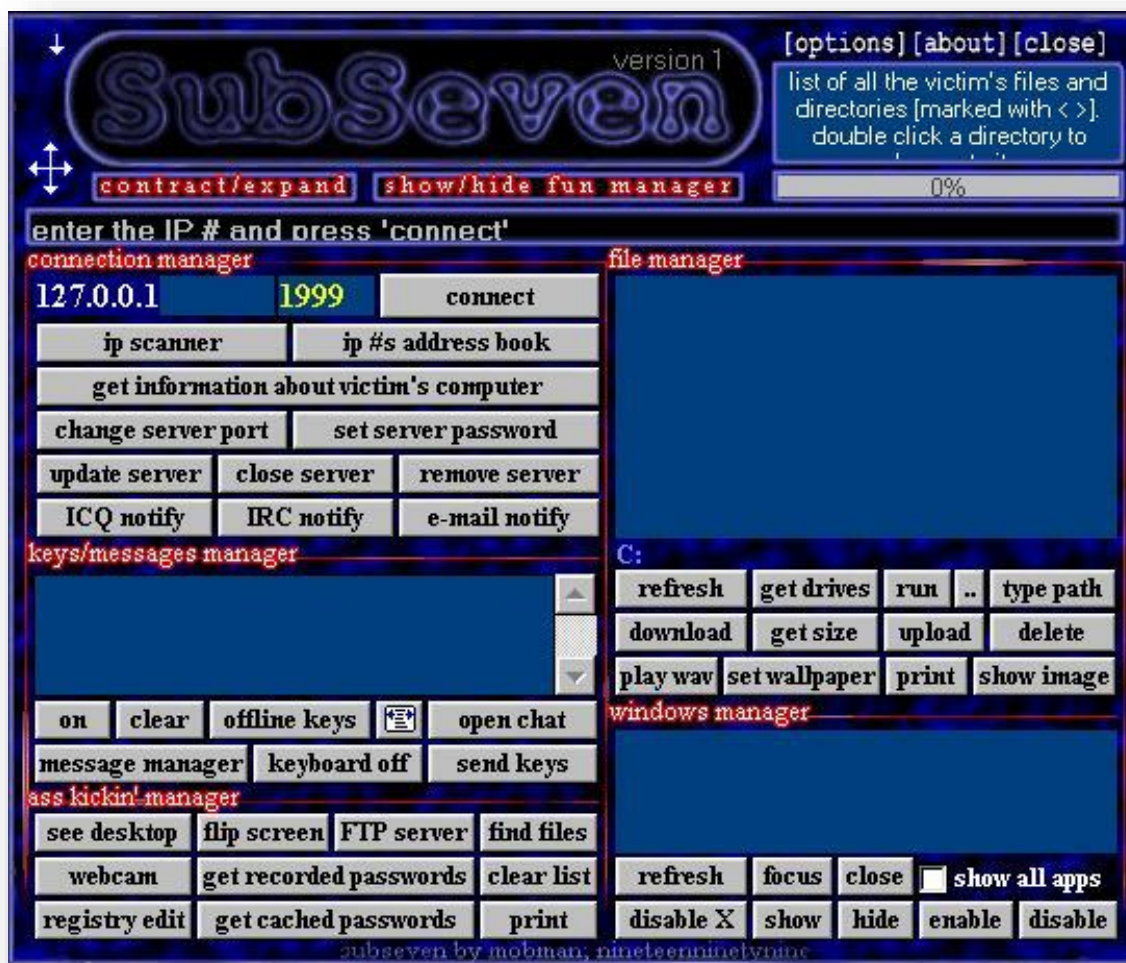 SubSeven version 1
[options][about][close]
list of all the victim's files and
directories [marked with < >].
double click a directory to
contract/expand show/hide fun manager
0%
enter the IP # and press 'connect'
connection manager
127.0.0.1 1999 connect
ip scanner ip #s address book
get information about victim's computer
change server port set server password
update server close server remove server
ICQ notify IRC notify e-mail notify
keys/messages manager
on clear offline keys open chat
message manager keyboard off send keys
ass kickin' manager
see desktop flip screen FTP server find files
webcam get recorded passwords clear list
registry edit get cached passwords print
file manager
C:
refresh get drives run .. type path
download get size upload delete
play wav set wallpaper print show image
windows manager
refresh focus close show all apps
disable X show hide enable disable
subseven by mobman; nineteenninetynine